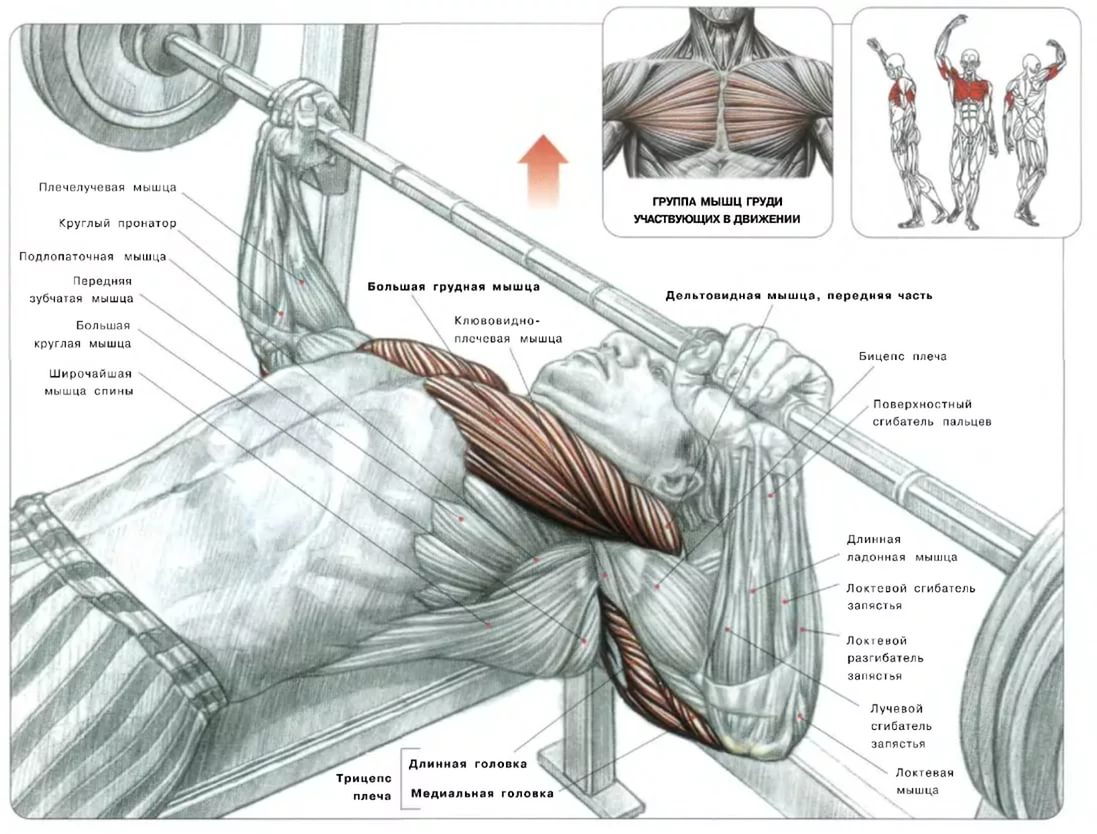 ГРУППА МЫШЦ ГРУДИ
УЧАСТВУЮЩИХ В ДВИЖЕНИИ
Плечелучевая мышца
Круглый пронатор
Подлопаточная мышца
Передняя
зубчатая мышца
Большая
круглая мышца
Широчайшая
мышца спины
Большая грудная мышца
Клювовидно-
плечевая мышца
Дельтовидная мышца, передняя часть
Бицепс плеча
Поверхностный
сгибатель пальцев
Длинная
ладонная мышца
Локтевой сгибатель
запястья
Локтевой
разгибатель
запястья
Лучевой
сгибатель
запястья
Локтевая
мышца
Трицепс
плеча
Длинная головка
Медиальная головка